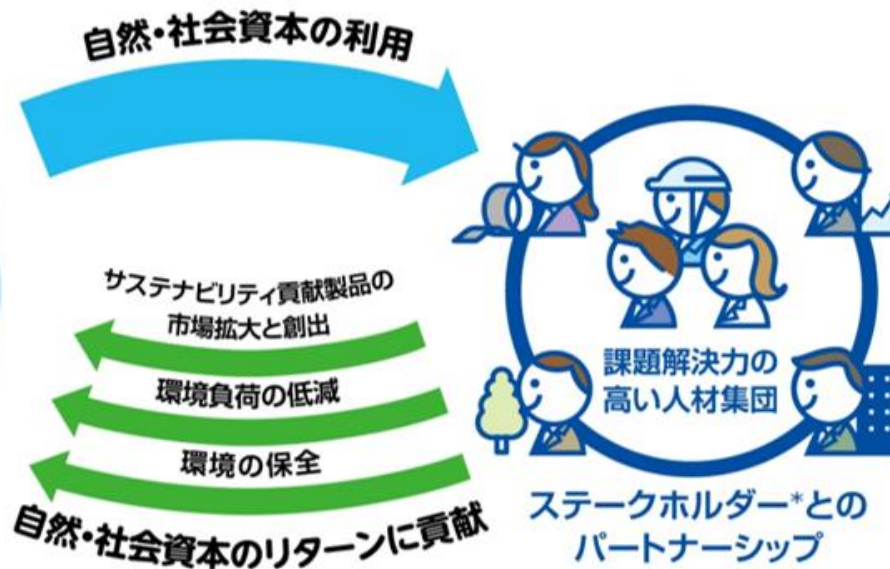 自然・社会資本の利用
サステナビリティ貢献製品の
市場拡大と創出
環境負荷の低減
環境の保全
自然・社会資本のリターンに貢献
課題解決力の
高い人材集団
ステークホルダー*との
パートナーシップ